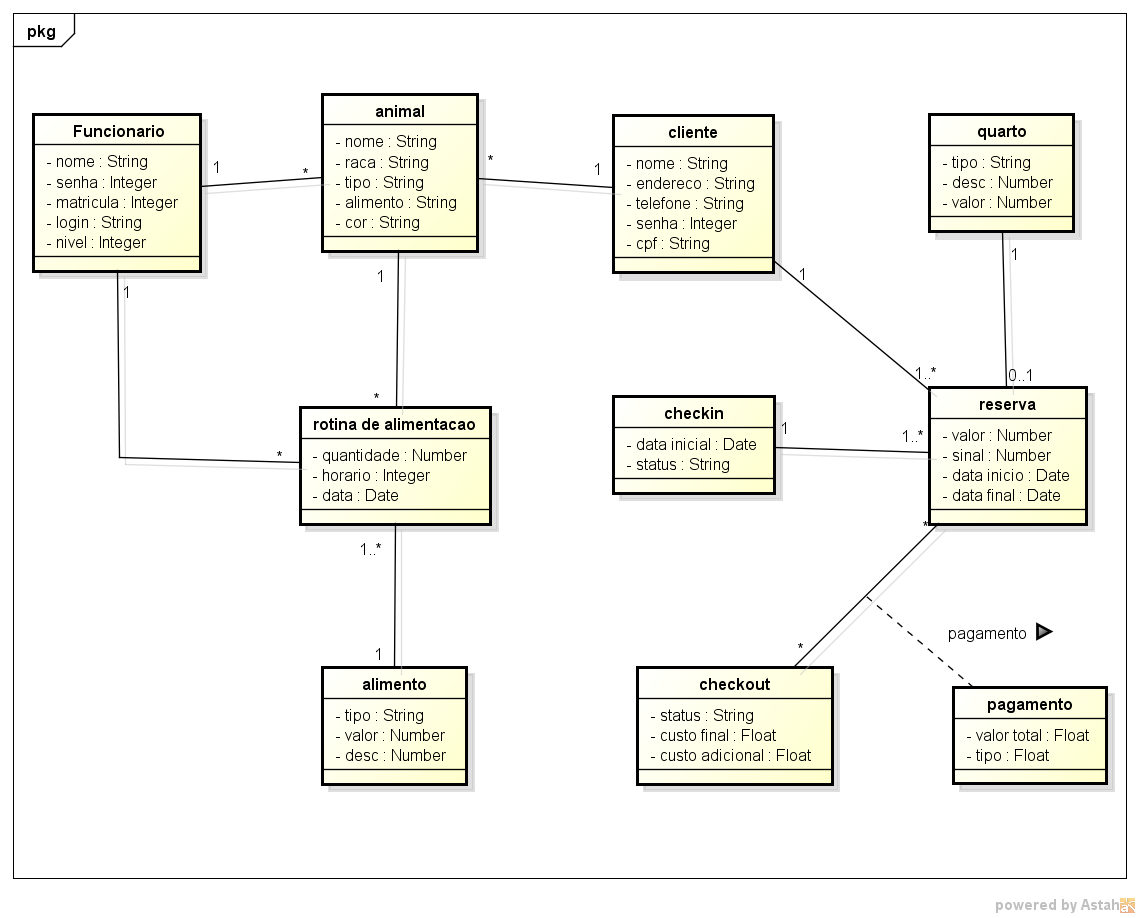 pkg
Funcionario
- nome : String
- senha : Integer
- matricula : Integer
- login : String
- nivel : Integer
1
*
animal
- nome : String
- raca : String
- tipo : String
- alimento : String
- cor : String
*
1
cliente
- nome : String
- endereco : String
- telefone : String
- senha : Integer
- cpf : String
quarto
- tipo : String
- desc : Number
- valor : Number
1
1
1
1
*
*
1..*
0..1
rotina de alimentacao
- quantidade : Number
- horario : Integer
- data : Date
checkin
- data inicial : Date
- status : String
1
1..*
reserva
- valor : Number
- sinal : Number
- data inicio : Date
- data final : Date
1..*
1
*
*
pagamento
alimento
- tipo : String
- valor : Number
- desc : Number
checkout
- status : String
- custo final : Float
- custo adicional : Float
pagamento
- valor total : Float
- tipo : Float
powered by Astah